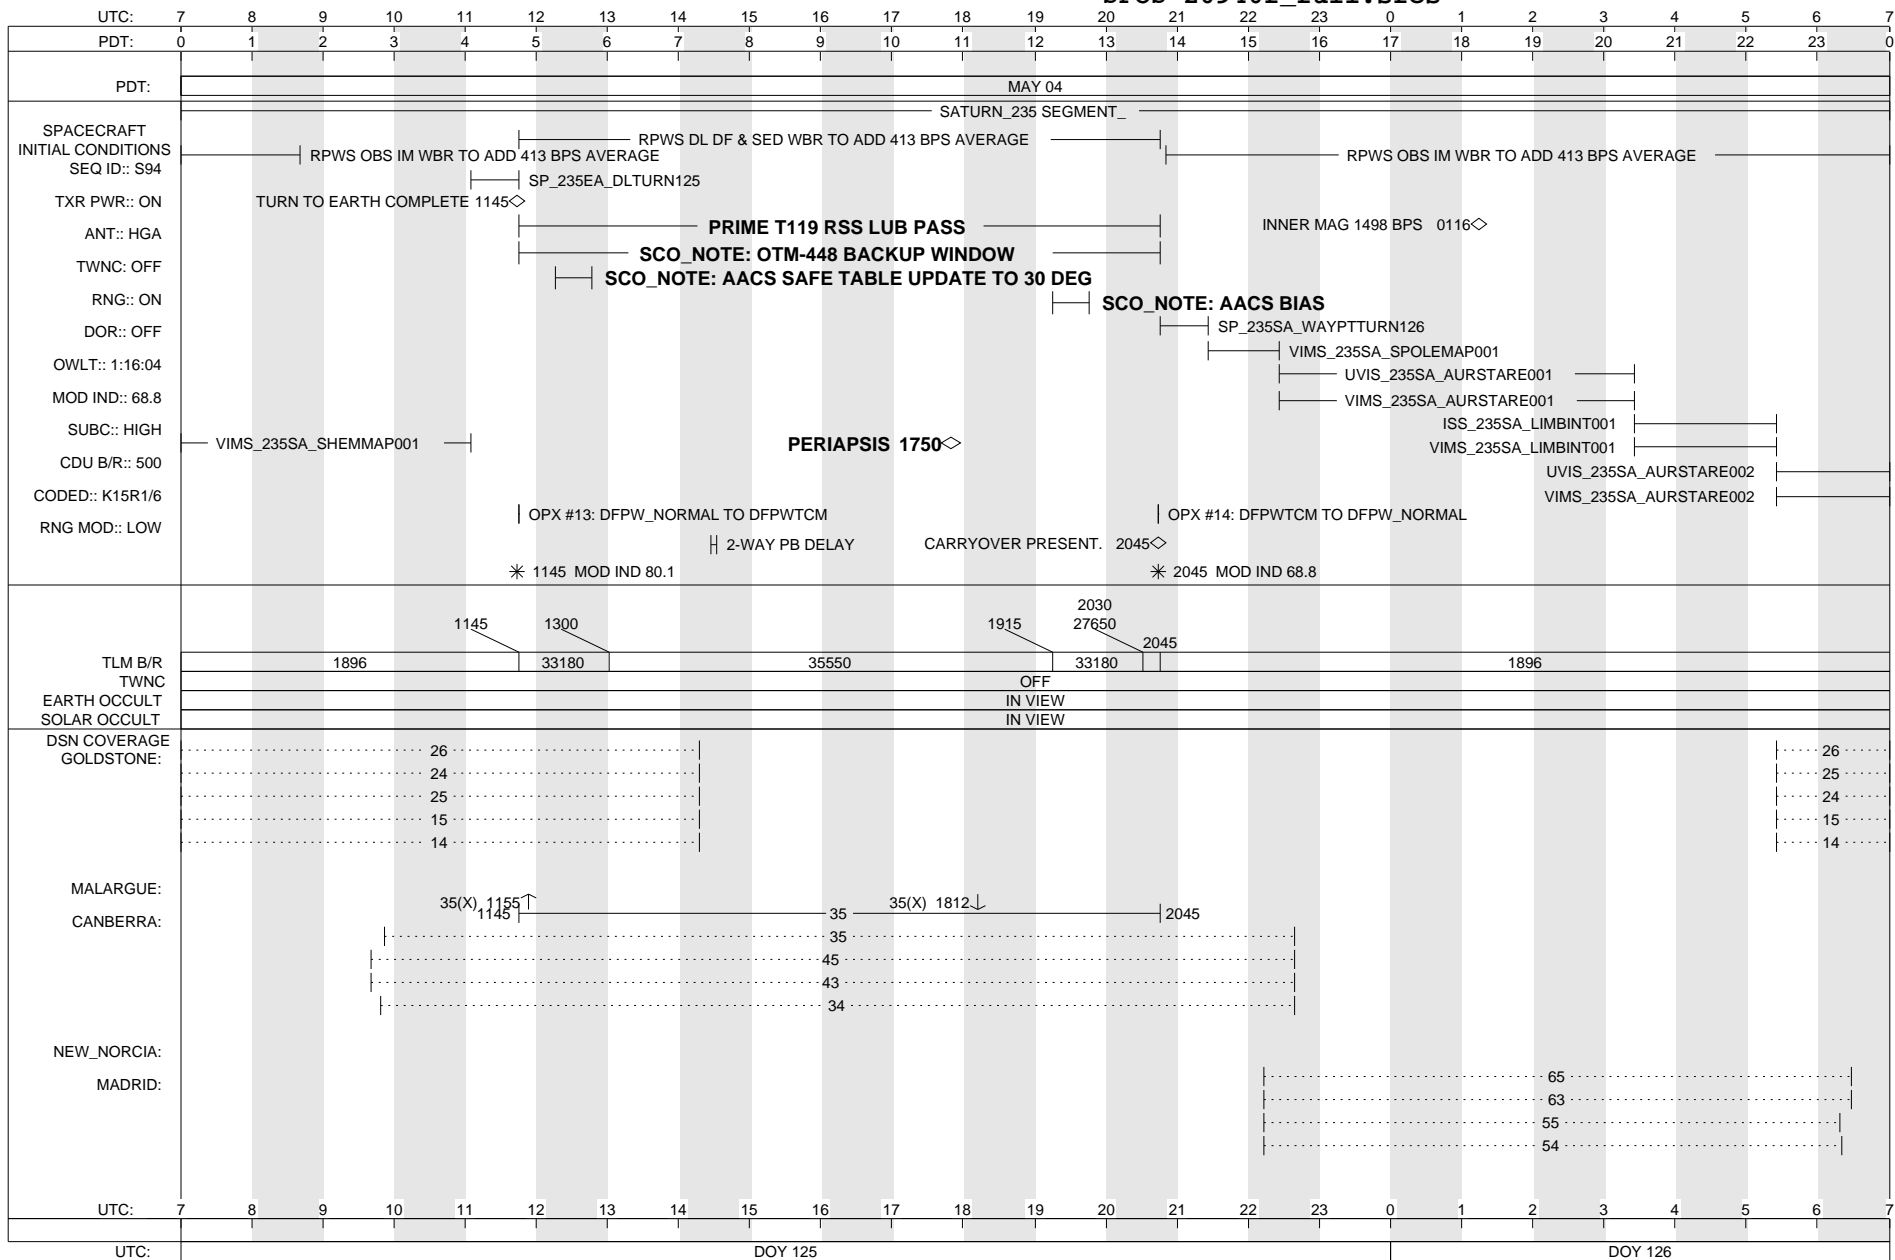 UTC: 7 8 9 10 11 12 13 14 15 16 17 18 19 20 21 22 23 0 1 2 3 4 5 6 7
PDT: 0 1 2 3 4 5 6 7 8 9 10 11 12 13 14 15 16 17 18 19 20 21 22 23 0
PDT: MAY 04
SATURN_235 SEGMENT_
SPACECRAFT
INITIAL CONDITIONS
RPWS DL DF & SED WBR TO ADD 413 BPS AVERAGE
RPWS OBS IM WBR TO ADD 413 BPS AVERAGE
RPWS OBS IM WBR TO ADD 413 BPS AVERAGE
SEQ ID:: S94
SP_235EA_DLTURN125
TXR PWR:: ON
TURN TO EARTH COMPLETE 1145
ANT:: HGA
PRIME T119 RSS LUB PASS
INNER MAG 1498 BPS 0116
SCO_NOTE: OTM-448 BACKUP WINDOW
TWNC: OFF
SCO_NOTE: AACS SAFE TABLE UPDATE TO 30 DEG
RNG:: ON
SCO_NOTE: AACS BIAS
DOR:: OFF
SP_235SA_WAYPTTURN126
VIMS_235SA_SPOLEMAP001
OWLT:: 1:16:04
UVIS_235SA_AURSTARE001
MOD IND:: 68.8
VIMS_235SA_AURSTARE001
SUBC:: HIGH
ISS_235SA_LIMBINT001
VIMS_235SA_SHEMMAP001
PERIAPSIS 1750
VIMS_235SA_LIMBINT001
CDU B/R:: 500
UVIS_235SA_AURSTARE002
CODED:: K15R1/6
VIMS_235SA_AURSTARE002
OPX #13: DFPW_NORMAL TO DFPWTCM
OPX #14: DFPWTCM TO DFPW_NORMAL
RNG MOD:: LOW
2-WAY PB DELAY
CARRYOVER PRESENT. 2045
1145 MOD IND 80.1
2045 MOD IND 68.8
2030
1145 1300 1915 27650
2045
TLM B/R 1896 33180 35550 33180 1896
TWNC OFF
EARTH OCCULT IN VIEW
SOLAR OCCULT IN VIEW
DSN COVERAGE
GOLDSTONE:
26 26
24 25
25 24
15 15
14 14
MALARGUE:
35(X) 1155 35(X) 1812
CANBERRA:
1145 35 2045
35
45
43
34
NEW_NORCIA:
MADRID:
65
63
55
54
UTC: 7 8 9 10 11 12 13 14 15 16 17 18 19 20 21 22 23 0 1 2 3 4 5 6 7
UTC: DOY 125 DOY 126